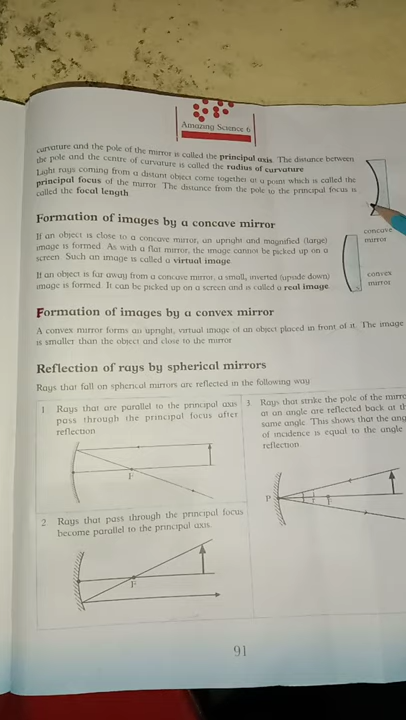 Amazing Science 6
curvature and the pole of the mirror is called the principal axis. The distance between
the pole and the centre of curvature is called the radius of curvature.
Light rays coming from a distant object come together at a point which is called the
principal focus of the mirror. The distance from the pole to the principal focus is
called the focal length.
Formation of images by a concave mirror
If an object is close to a concave mirror, an upright and magnified (large)
image is formed. As with a flat mirror, the image cannot be picked up on a
screen. Such an image is called a virtual image.
If an object is far away from a concave mirror, a small, inverted (upside down)
image is formed. It can be picked up on a screen and is called a real image.
concave
mirror
convex
mirror
Formation of images by a convex mirror
A convex mirror forms an upright, virtual image of an object placed in front of it. The image
is smaller than the object and close to the mirror.
Reflection of rays by spherical mirrors
Rays that fall on spherical mirrors are reflected in the following way
1 Rays that are parallel to the principal axis
pass through the principal focus after
reflection
F
2 Rays that pass through the principal focus
become parallel to the principal axis.
F
3 Rays that strike the pole of the
at an angle are reflected back at
same angle. This shows that the
of incidence is equal to the angle
reflection
P
91